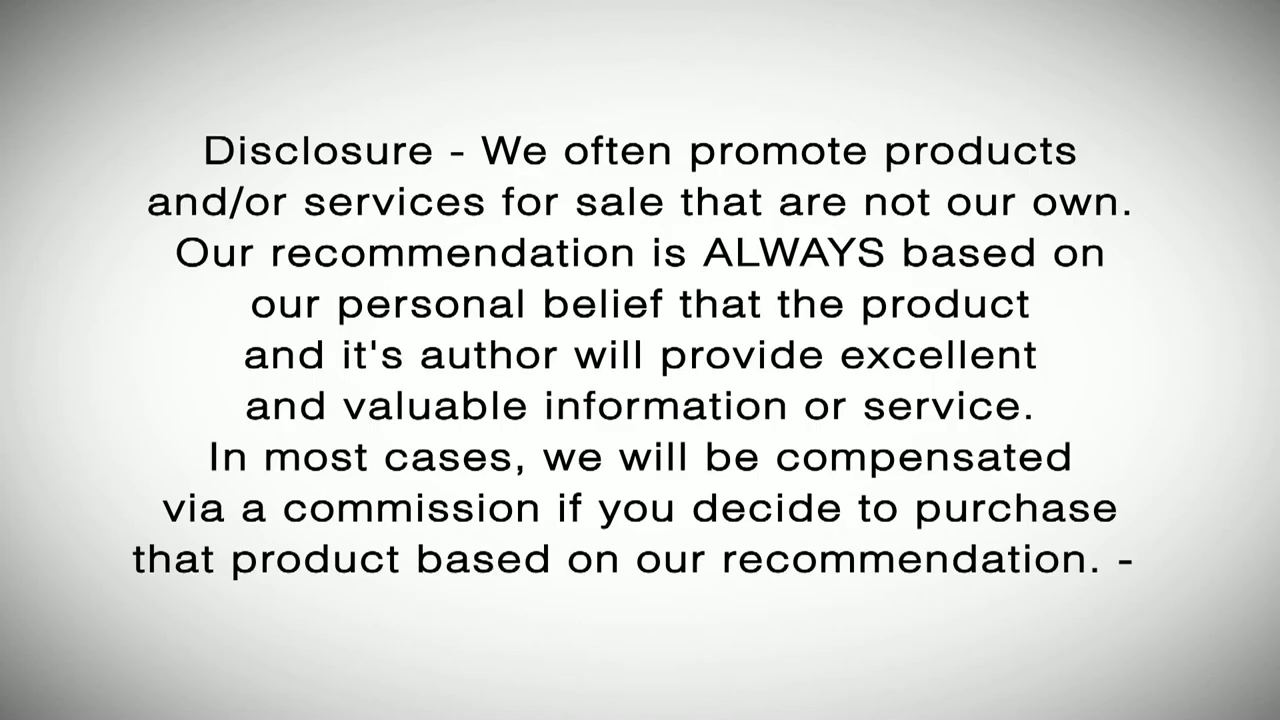 Disclosure - We often promote products
and/or services for sale that are not our own.
Our recommendation is ALWAYS based on
our personal belief that the product
and it's author will provide excellent
and valuable information or service.
In most cases, we will be compensated
via a commission if you decide to purchase
that product based on our recommendation. -